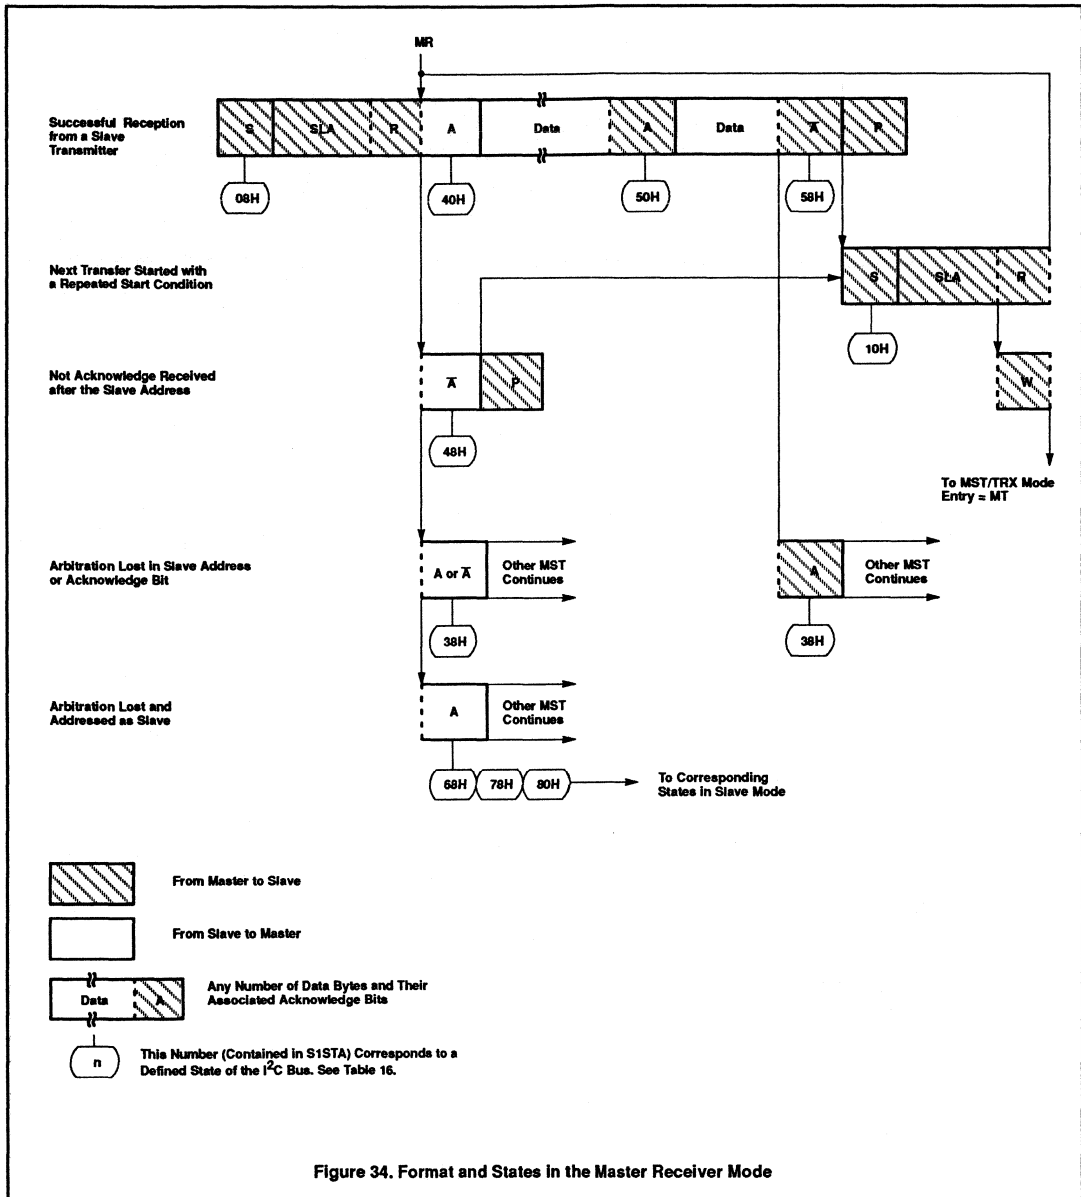 MR
Successful Reception
from a Slave
Transmitter
S SLA R A Data A Data A̅ P
08H 40H 50H 58H
Next Transfer Started with
a Repeated Start Condition
S SLA R
10H
Not Acknowledge Received
after the Slave Address
A̅ P W
48H
To MST/TRX Mode
Entry = MT
Arbitration Lost in Slave Address
or Acknowledge Bit
A or A̅
Other MST
Continues
A
Other MST
Continues
38H 38H
Arbitration Lost and
Addressed as Slave
A
Other MST
Continues
68H 78H 80H
To Corresponding
States in Slave Mode
From Master to Slave
From Slave to Master
Data A
Any Number of Data Bytes and Their
Associated Acknowledge Bits
n
This Number (Contained in S1STA) Corresponds to a
Defined State of the I²C Bus. See Table 16.
Figure 34. Format and States in the Master Receiver Mode